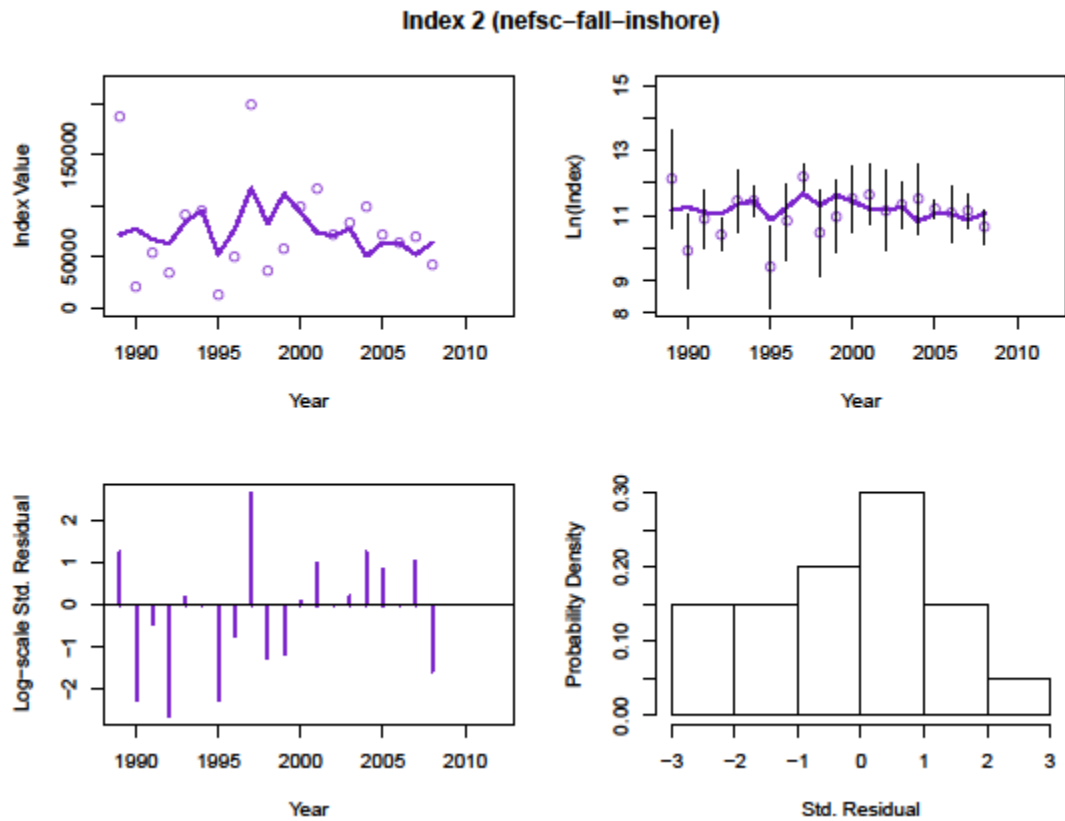 Index 2 (nefsc−fall−inshore)
Index Value
0
50000
150000
1990 1995 2000 2005 2010
Year
Ln(Index)
8
9
11
13
15
1990 1995 2000 2005 2010
Year
Log−scale Std. Residual
2
1
0
−1
−2
1990 1995 2000 2005 2010
Year
Probability Density
0.30
0.20
0.10
0.00
−3 −2 −1 0 1 2 3
Std. Residual